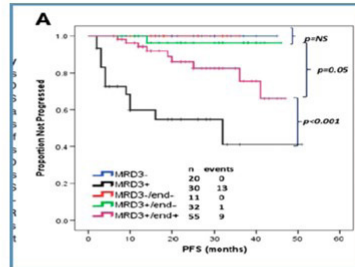 A
Proportion Not Progressed
1.0
0.8
0.6
0.4
0.2
0.0
p=NS
p=0.05
p<0.001
n events
MRD3- 20 0
MRD3+ 30 13
MRD3-/end- 11 0
MRD3+/end- 32 1
MRD3+/end+ 55 9
0 10 20 30 40 50 60
PFS (months)